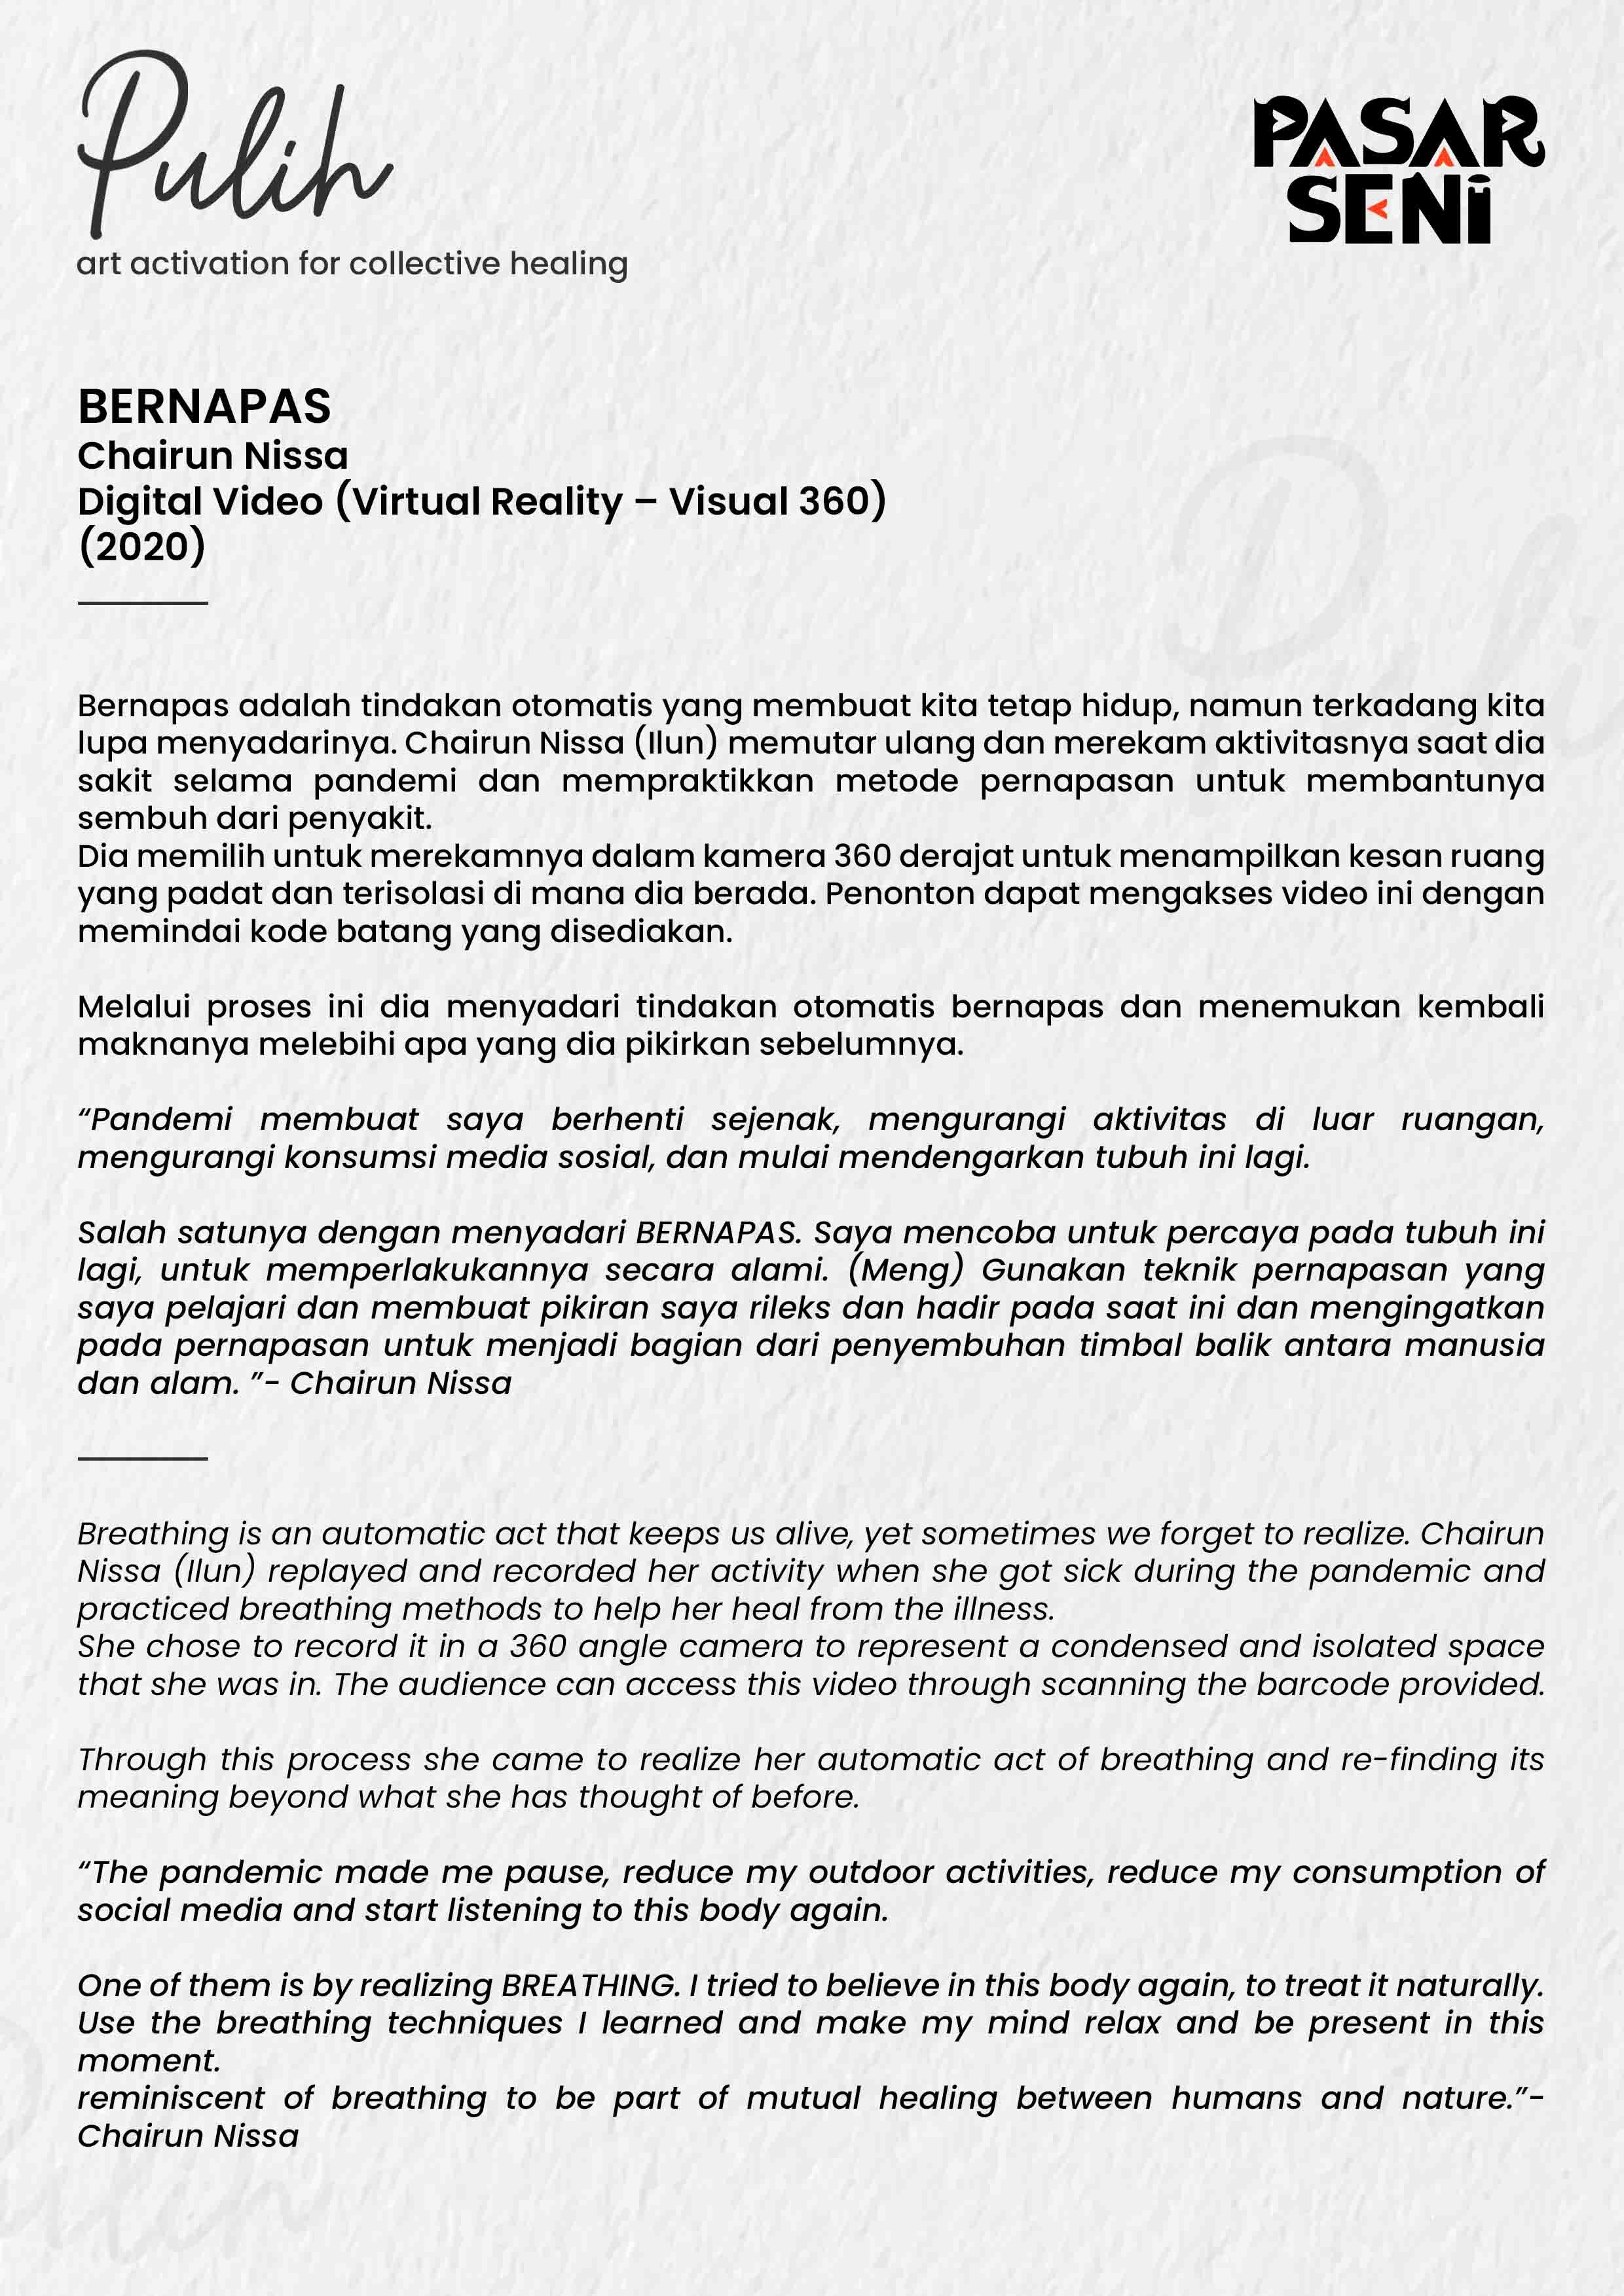 Pulih
art activation for collective healing
PASAR
SENi
BERNAPAS
Chairun Nissa
Digital Video (Virtual Reality – Visual 360)
(2020)
Bernapas adalah tindakan otomatis yang membuat kita tetap hidup, namun terkadang kita
lupa menyadarinya. Chairun Nissa (Ilun) memutar ulang dan merekam aktivitasnya saat dia
sakit selama pandemi dan mempraktikkan metode pernapasan untuk membantunya
sembuh dari penyakit.
Dia memilih untuk merekamnya dalam kamera 360 derajat untuk menampilkan kesan ruang
yang padat dan terisolasi di mana dia berada. Penonton dapat mengakses video ini dengan
memindai kode batang yang disediakan.
Melalui proses ini dia menyadari tindakan otomatis bernapas dan menemukan kembali
maknanya melebihi apa yang dia pikirkan sebelumnya.
“Pandemi membuat saya berhenti sejenak, mengurangi aktivitas di luar ruangan,
mengurangi konsumsi media sosial, dan mulai mendengarkan tubuh ini lagi.
Salah satunya dengan menyadari BERNAPAS. Saya mencoba untuk percaya pada tubuh ini
lagi, untuk memperlakukannya secara alami. (Meng) Gunakan teknik pernapasan yang
saya pelajari dan membuat pikiran saya rileks dan hadir pada saat ini dan mengingatkan
pada pernapasan untuk menjadi bagian dari penyembuhan timbal balik antara manusia
dan alam. ”- Chairun Nissa
Breathing is an automatic act that keeps us alive, yet sometimes we forget to realize. Chairun
Nissa (Ilun) replayed and recorded her activity when she got sick during the pandemic and
practiced breathing methods to help her heal from the illness.
She chose to record it in a 360 angle camera to represent a condensed and isolated space
that she was in. The audience can access this video through scanning the barcode provided.
Through this process she came to realize her automatic act of breathing and re-finding its
meaning beyond what she has thought of before.
“The pandemic made me pause, reduce my outdoor activities, reduce my consumption of
social media and start listening to this body again.
One of them is by realizing BREATHING. I tried to believe in this body again, to treat it naturally.
Use the breathing techniques I learned and make my mind relax and be present in this
moment.
reminiscent of breathing to be part of mutual healing between humans and nature.”-
Chairun Nissa